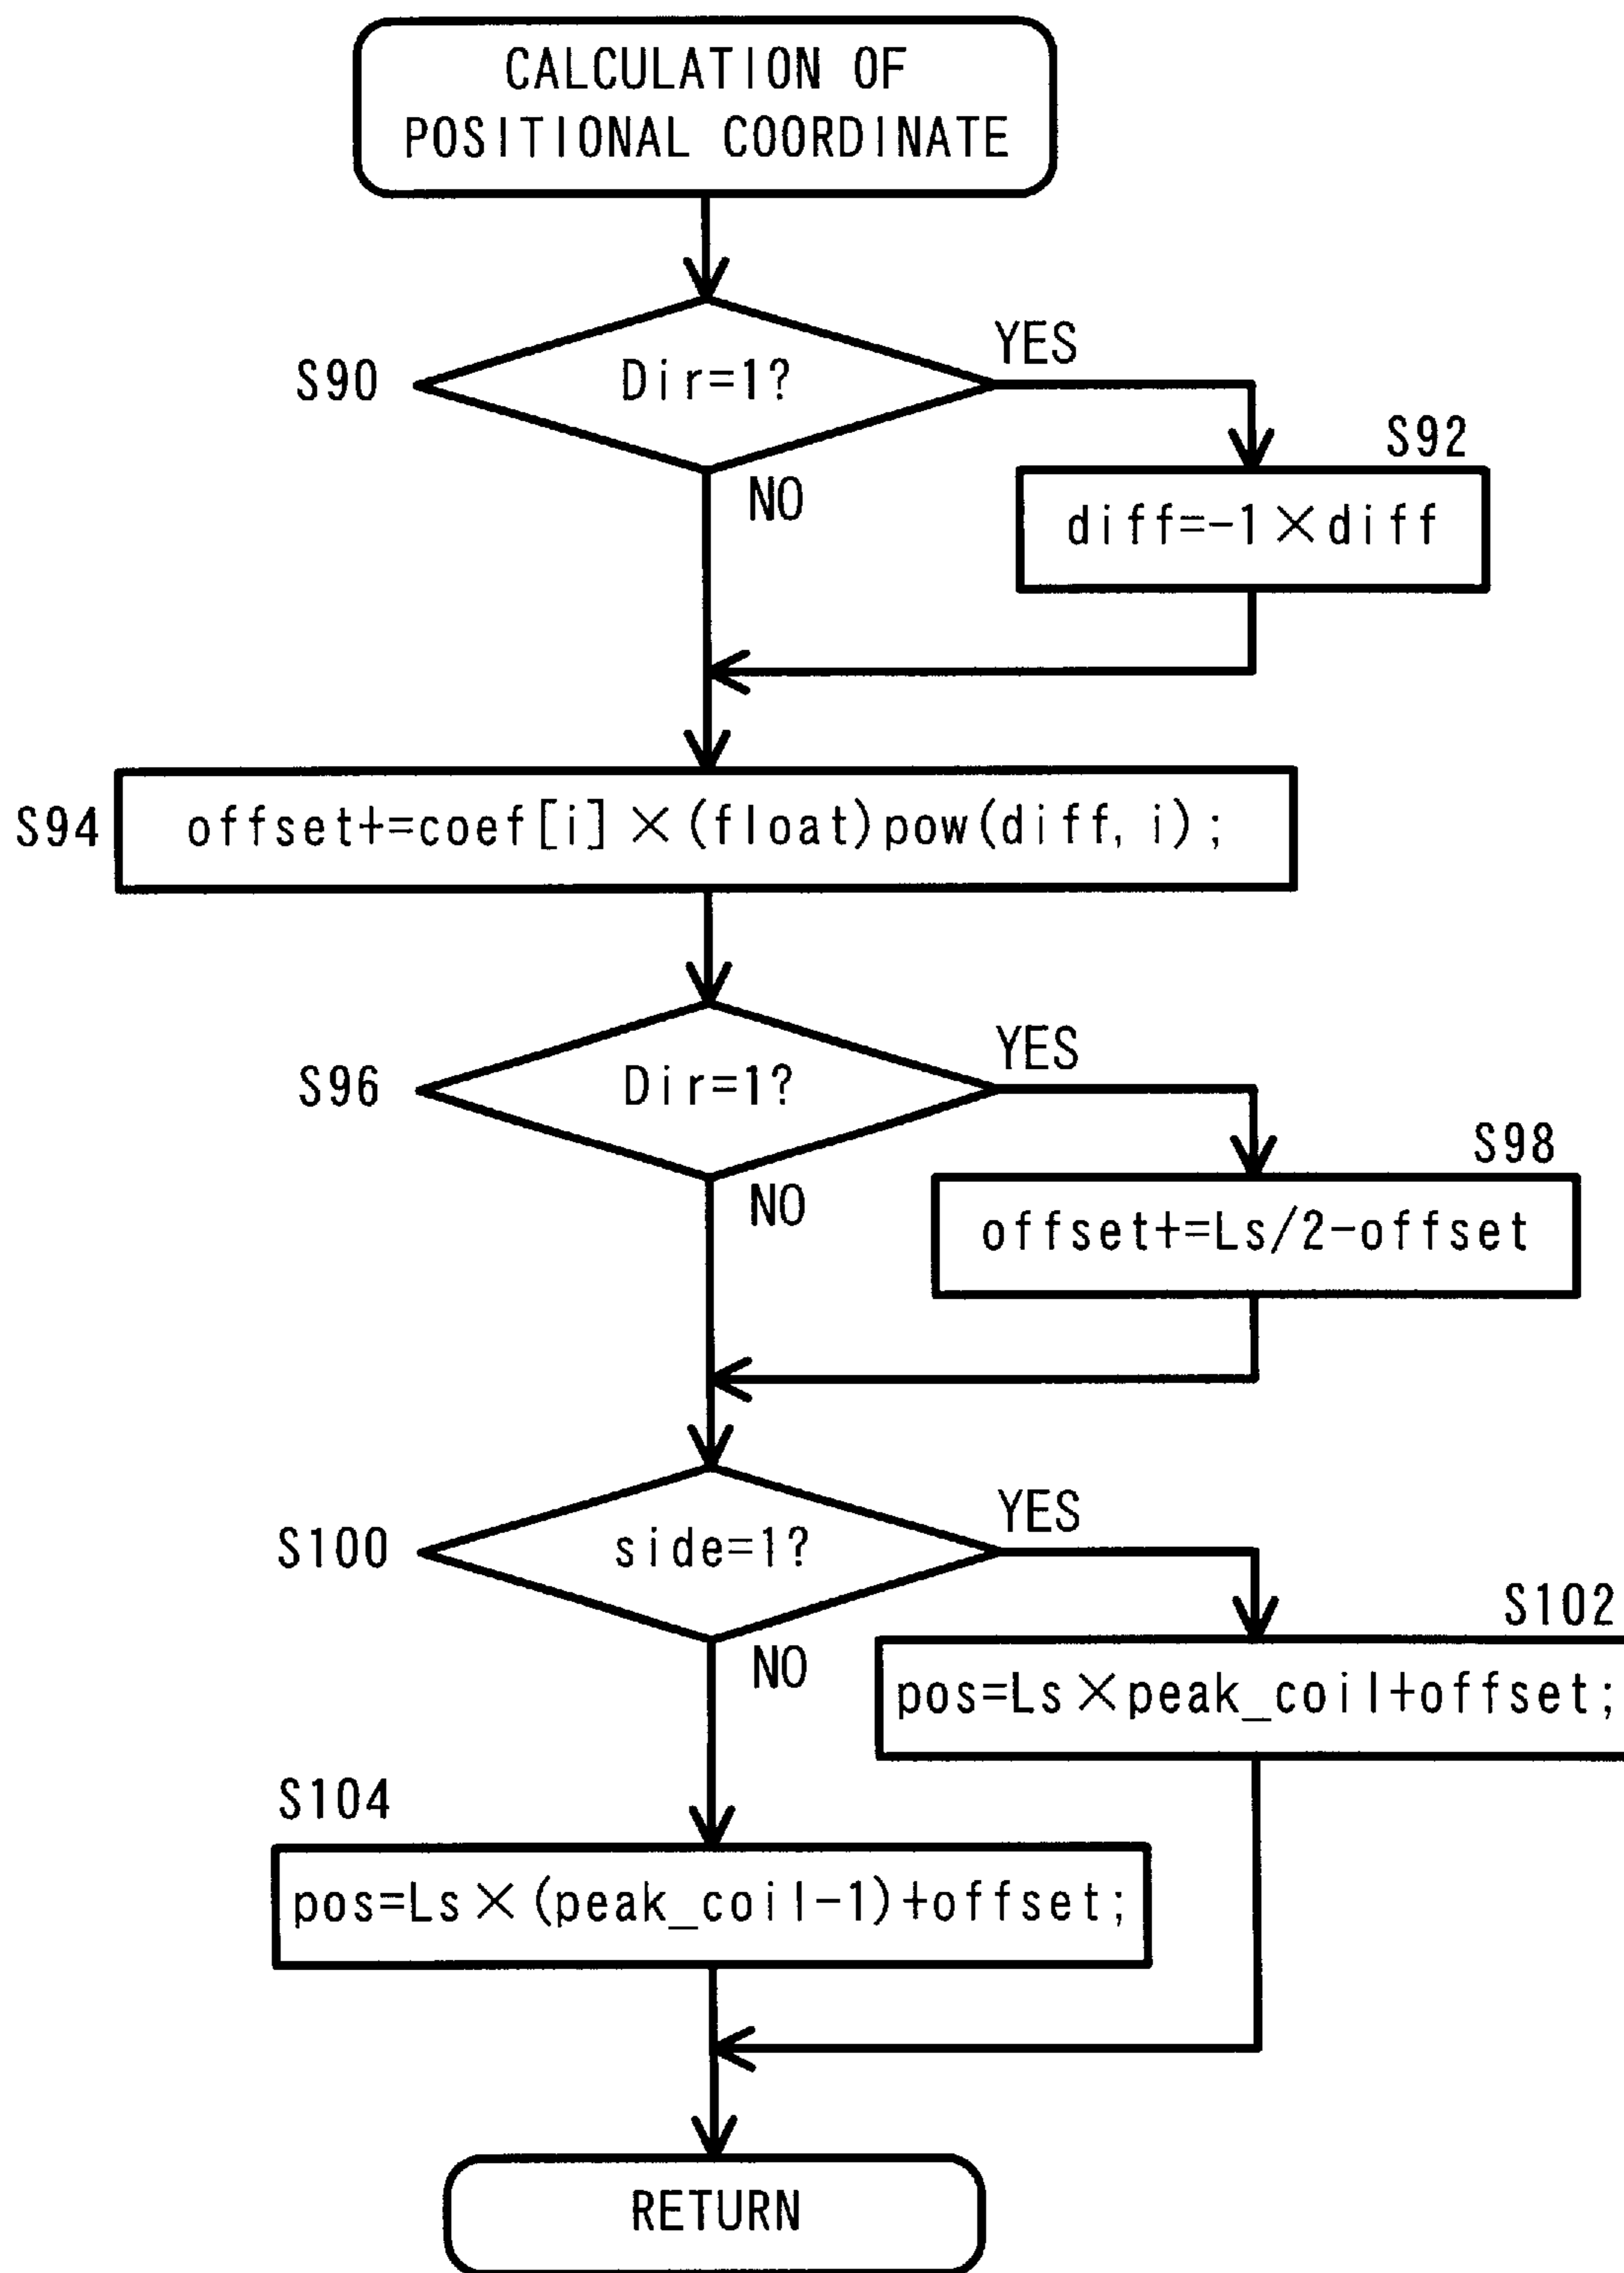 CALCULATION OF
POSITIONAL COORDINATE
S90
Dir=1?
YES
NO
S92
diff=-1×diff
S94
offset+=coef[i]×(float)pow(diff, i);
S96
Dir=1?
YES
NO
S98
offset+=Ls/2-offset
S100
side=1?
YES
NO
S102
pos=Ls×peak_coil+offset;
S104
pos=Ls×(peak_coil-1)+offset;
RETURN